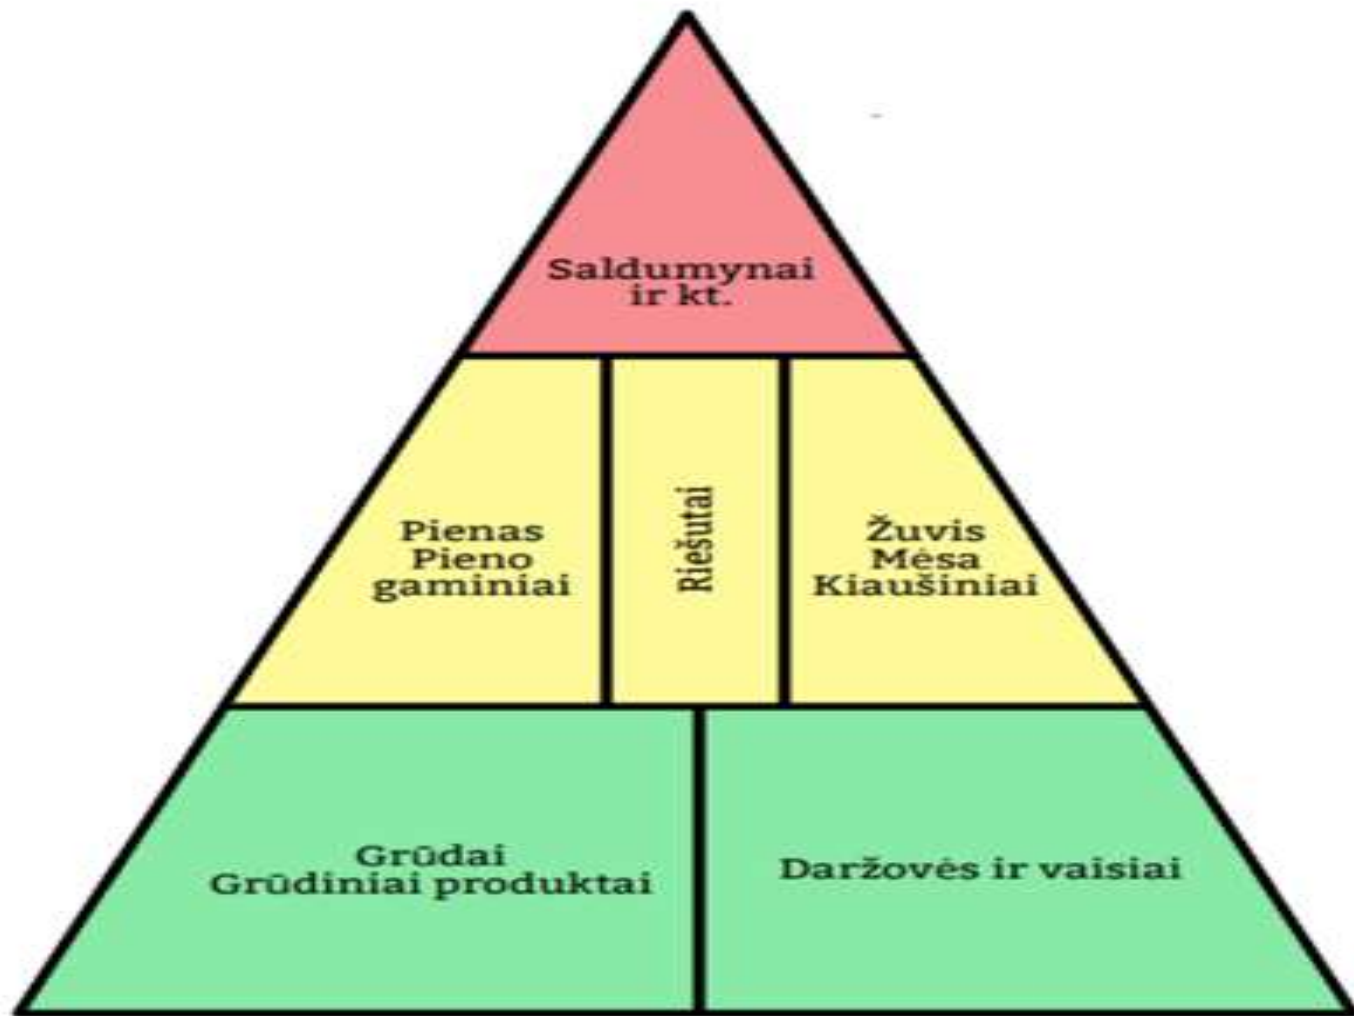 Saldumynai
ir kt.
Pienas
Pieno
gaminiai
Riešutai
Žuvis
Mėsa
Kiaušiniai
Grūdai
Grūdiniai produktai
Daržovės ir vaisiai